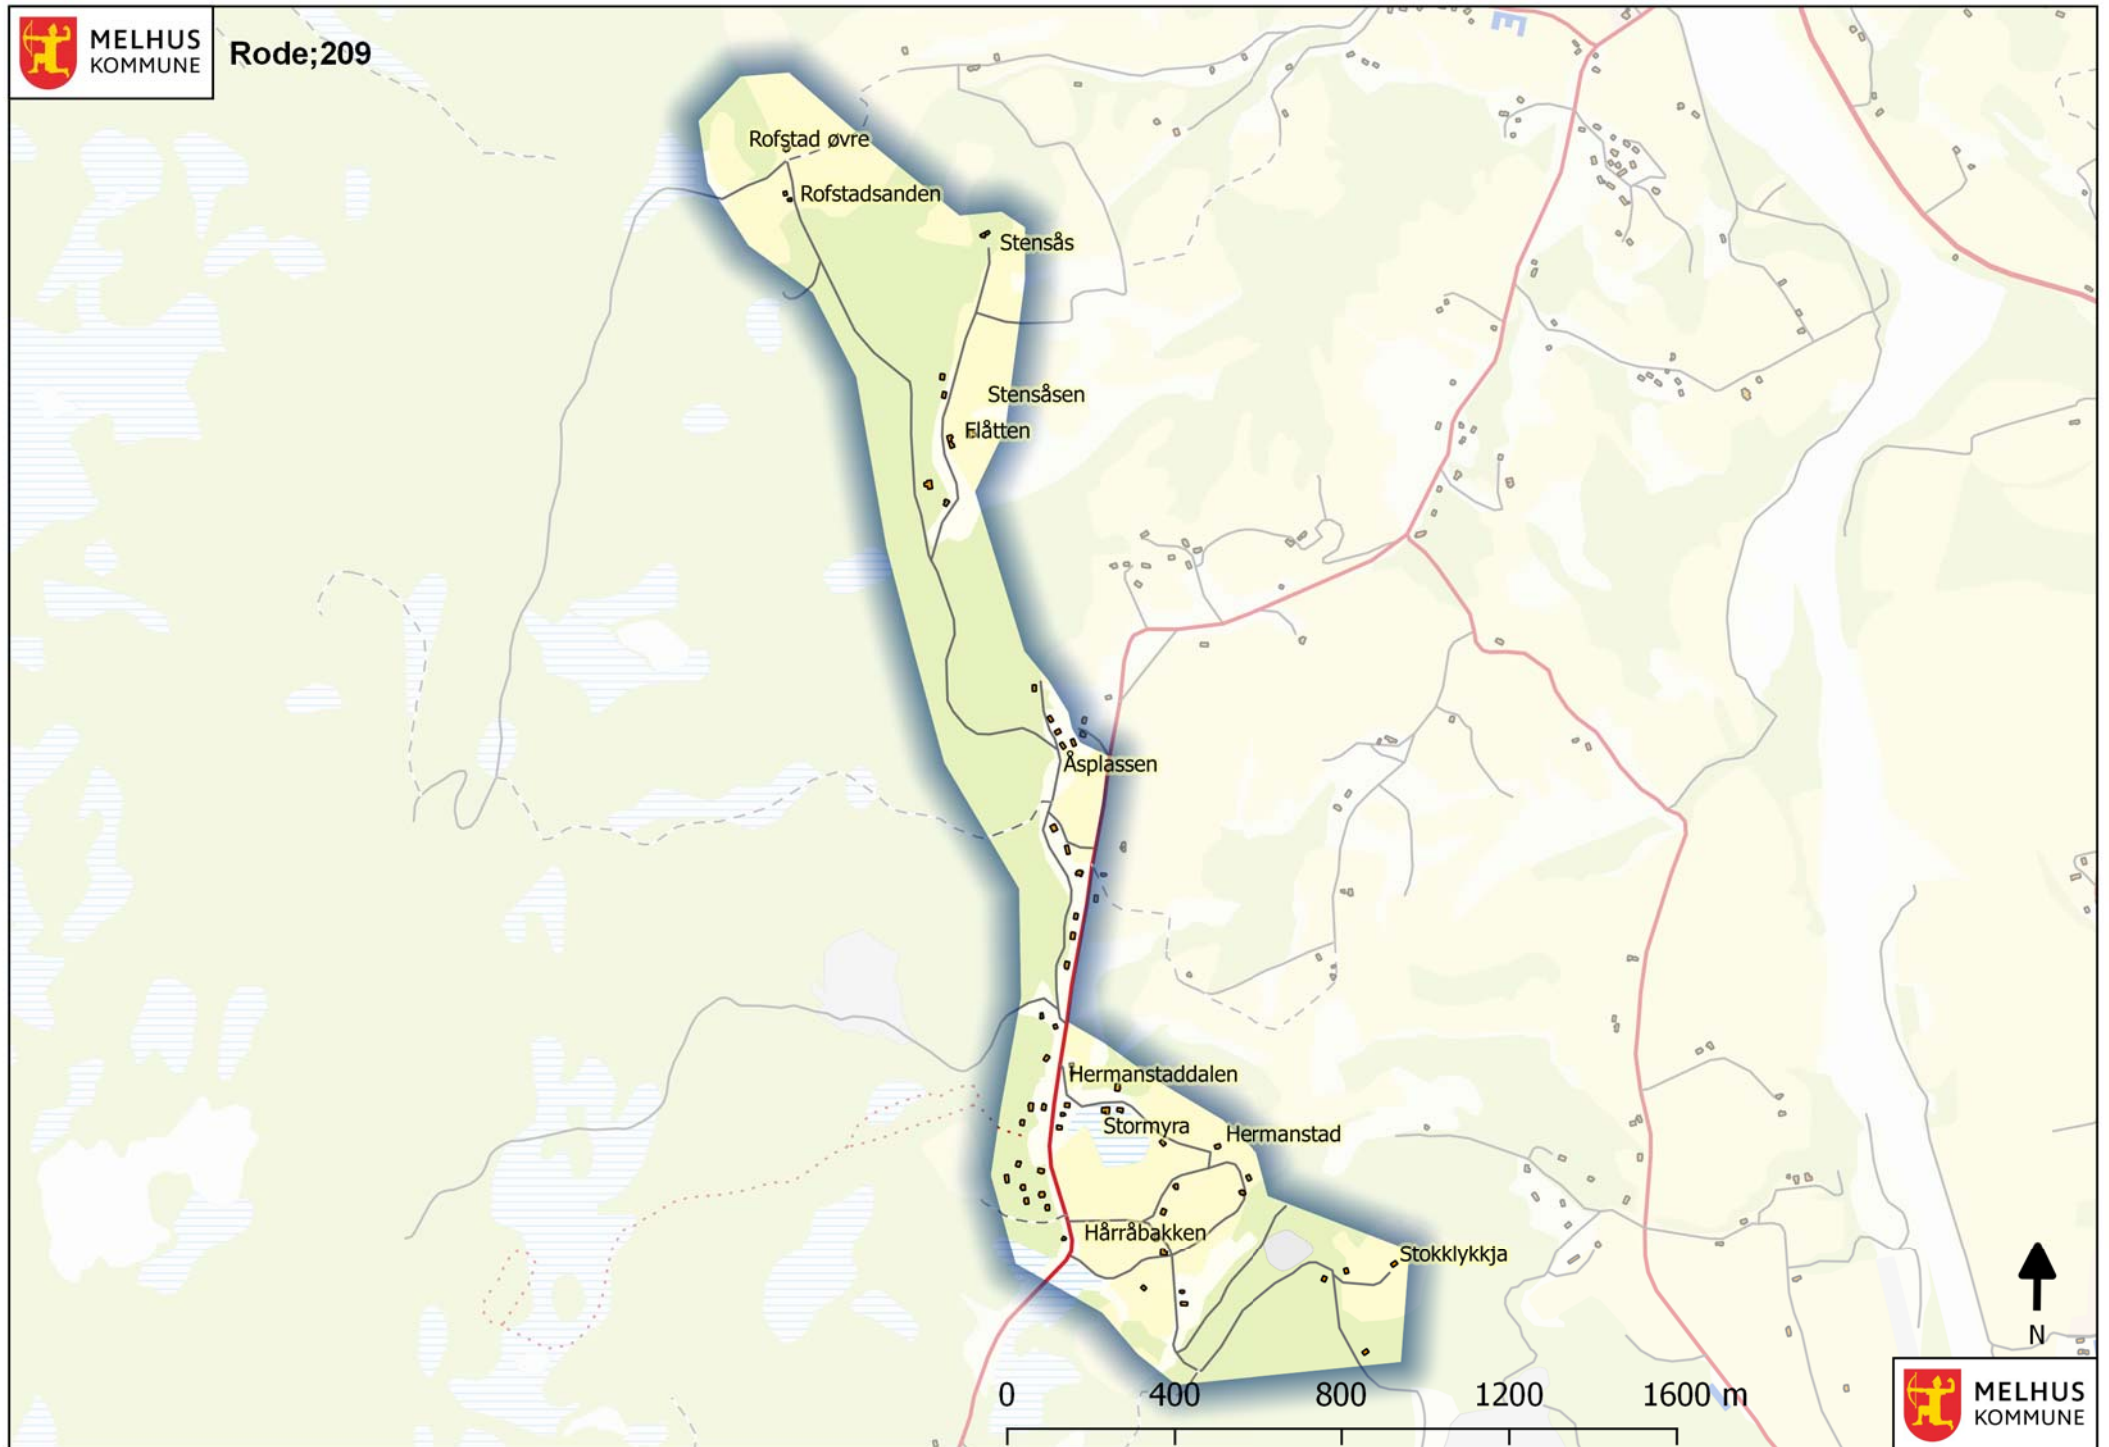 MELHUS
KOMMUNE
Rode;209
E
Rofstad øvre
Rofstadsanden
Stensås
Stensåsen
Flåtten
Åsplassen
Hermanstaddalen
Stormyra
Hermanstad
Hårråbakken
Stokklykkja
N
0 400 800 1200 1600 m
MELHUS
KOMMUNE